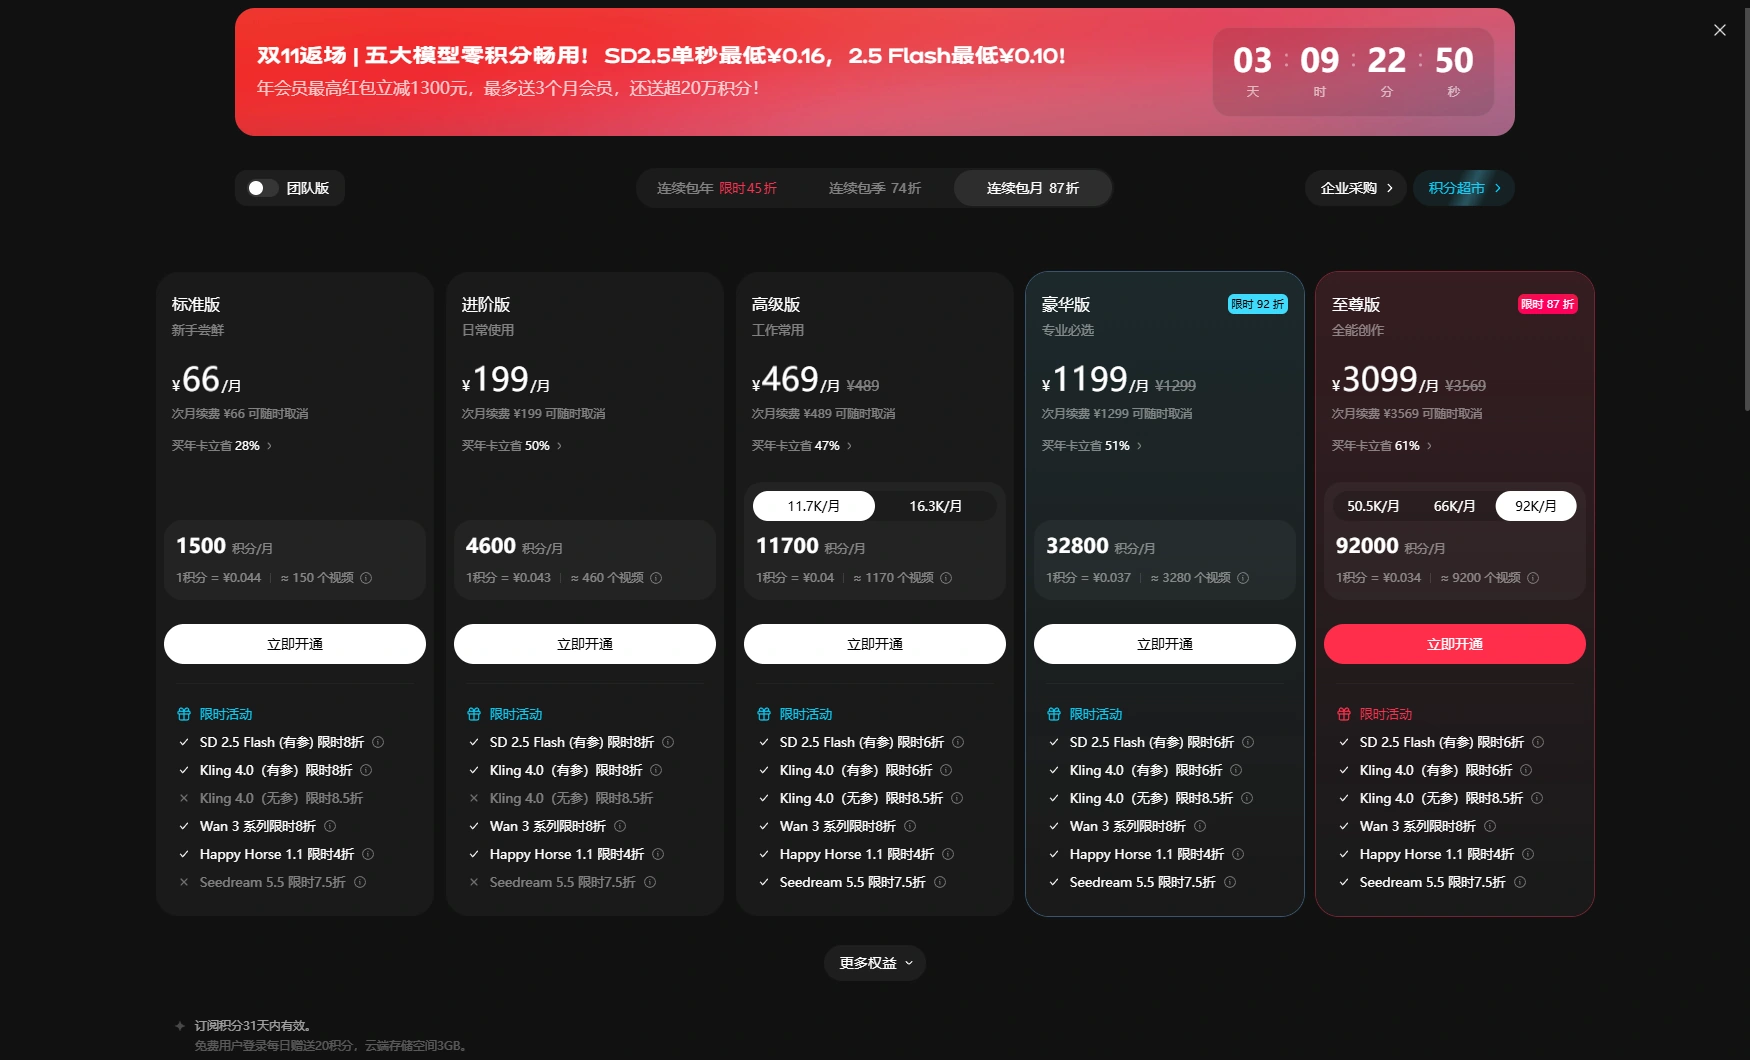 双11返场 | 五大模型零积分畅用！SD2.5单秒最低¥0.16，2.5 Flash最低¥0.10!
年会员最高红包立减1300元，最多送3个月会员，还送超20万积分！
03 : 09 : 22 : 50
天 时 分 秒
团队版
连续包年 限时45折 连续包季 74折 连续包月 87折
企业采购 >
积分超市 >
标准版
新手尝鲜
¥66/月
次月续费 ¥66 可随时取消
买年卡立省 28% >
1500 积分/月
1积分 = ¥0.044 | ≈ 150 个视频
立即开通
限时活动
SD 2.5 Flash (有参) 限时8折
Kling 4.0（有参）限时8折
Kling 4.0（无参）限时8.5折
Wan 3 系列限时8折
Happy Horse 1.1 限时4折
Seedream 5.5 限时7.5折
进阶版
日常使用
¥199/月
次月续费 ¥199 可随时取消
买年卡立省 50% >
4600 积分/月
1积分 = ¥0.043 | ≈ 460 个视频
立即开通
限时活动
SD 2.5 Flash (有参) 限时8折
Kling 4.0（有参）限时8折
Kling 4.0（无参）限时8.5折
Wan 3 系列限时8折
Happy Horse 1.1 限时4折
Seedream 5.5 限时7.5折
高级版
工作常用
¥469/月 ¥489
次月续费 ¥489 可随时取消
买年卡立省 47% >
11.7K/月 16.3K/月
11700 积分/月
1积分 = ¥0.04 | ≈ 1170 个视频
立即开通
限时活动
SD 2.5 Flash (有参) 限时6折
Kling 4.0（有参）限时6折
Kling 4.0（无参）限时8.5折
Wan 3 系列限时8折
Happy Horse 1.1 限时4折
Seedream 5.5 限时7.5折
豪华版 限时 92 折
专业必选
¥1199/月 ¥1299
次月续费 ¥1299 可随时取消
买年卡立省 51% >
32800 积分/月
1积分 = ¥0.037 | ≈ 3280 个视频
立即开通
限时活动
SD 2.5 Flash (有参) 限时6折
Kling 4.0（有参）限时6折
Kling 4.0（无参）限时8.5折
Wan 3 系列限时8折
Happy Horse 1.1 限时4折
Seedream 5.5 限时7.5折
至尊版 限时 87 折
全能创作
¥3099/月 ¥3569
次月续费 ¥3569 可随时取消
买年卡立省 61% >
50.5K/月 66K/月 92K/月
92000 积分/月
1积分 = ¥0.034 | ≈ 9200 个视频
立即开通
限时活动
SD 2.5 Flash (有参) 限时6折
Kling 4.0（有参）限时6折
Kling 4.0（无参）限时8.5折
Wan 3 系列限时8折
Happy Horse 1.1 限时4折
Seedream 5.5 限时7.5折
更多权益
订阅积分31天内有效。
免费用户登录每日赠送20积分，云端存储空间3GB。